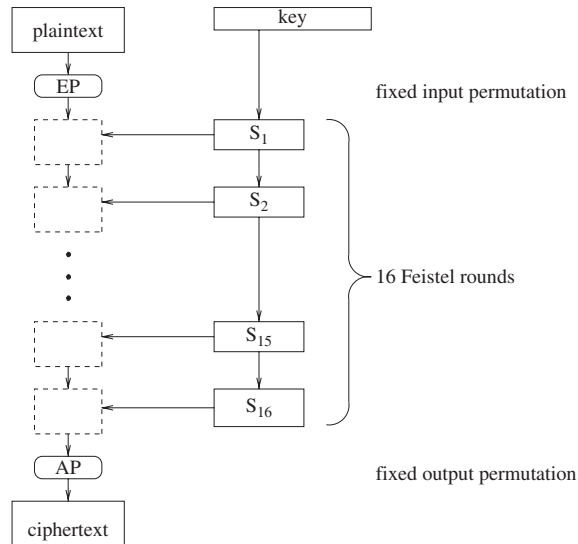 plaintext
key
EP
fixed input permutation
S1
S2
16 Feistel rounds
S15
S16
AP
fixed output permutation
ciphertext